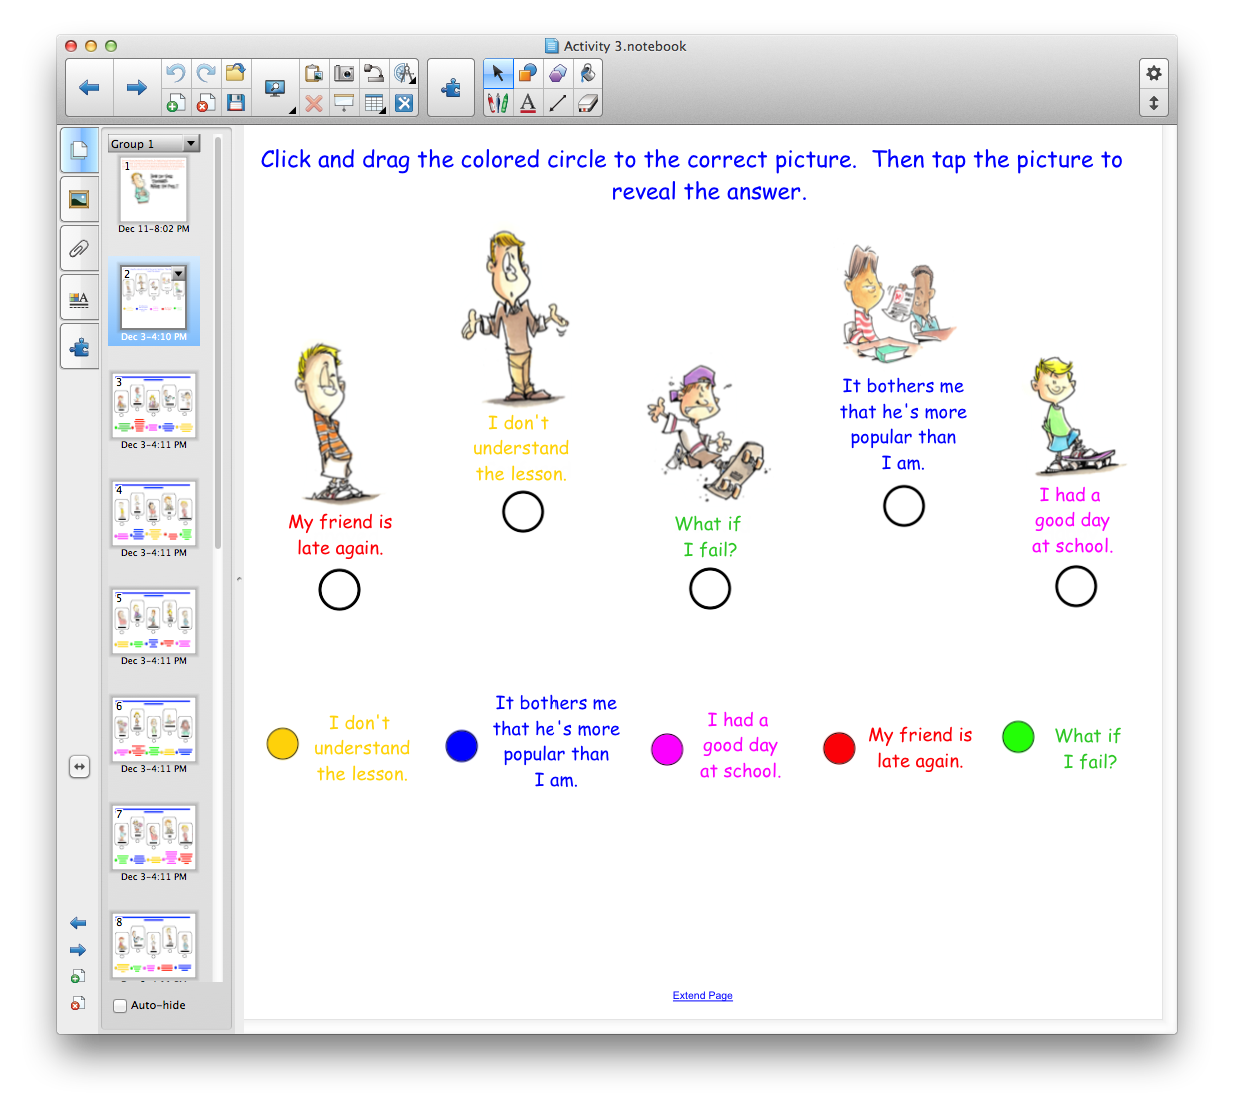 Activity 3.notebook
Group 1
1
Dec 11-8:02 PM
2
Dec 3-4:10 PM
3
Dec 3-4:11 PM
4
Dec 3-4:11 PM
5
Dec 3-4:11 PM
6
Dec 3-4:11 PM
7
Dec 3-4:11 PM
8
Auto-hide
Click and drag the colored circle to the correct picture. Then tap the picture to
reveal the answer.
My friend is
late again.
I don't
understand
the lesson.
What if
I fail?
It bothers me
that he's more
popular than
I am.
I had a
good day
at school.
I don't
understand
the lesson.
It bothers me
that he's more
popular than
I am.
I had a
good day
at school.
My friend is
late again.
What if
I fail?
Extend Page